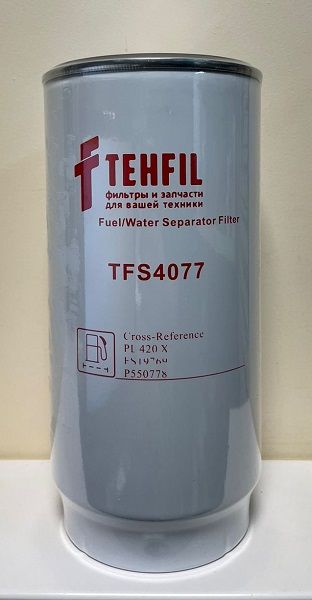 TEHFIL
фильтры и запчасти
для вашей техники
Fuel/Water Separator Filter
TFS4077
Cross-Reference
PL 420 X
FS19769
P550778